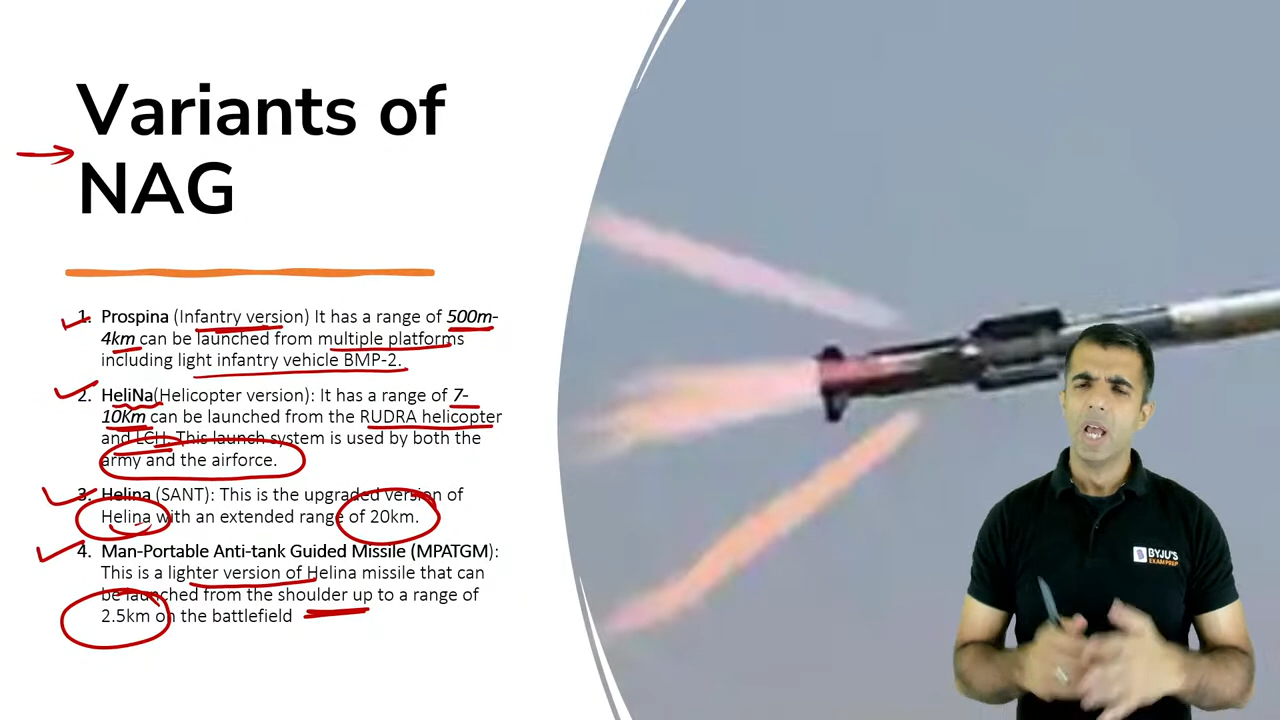 Variants of
NAG
1. Prospina (Infantry version) It has a range of 500m-
4km can be launched from multiple platforms
including light infantry vehicle BMP-2.
2. HeliNa(Helicopter version): It has a range of 7-
10km can be launched from the RUDRA helicopter
and LCH. This launch system is used by both the
army and the airforce.
3. Helina (SANT): This is the upgraded version of
Helina with an extended range of 20km.
4. Man-Portable Anti-tank Guided Missile (MPATGM):
This is a lighter version of Helina missile that can
be launched from the shoulder up to a range of
2.5km on the battlefield
BYJU'S
EXAM PREP